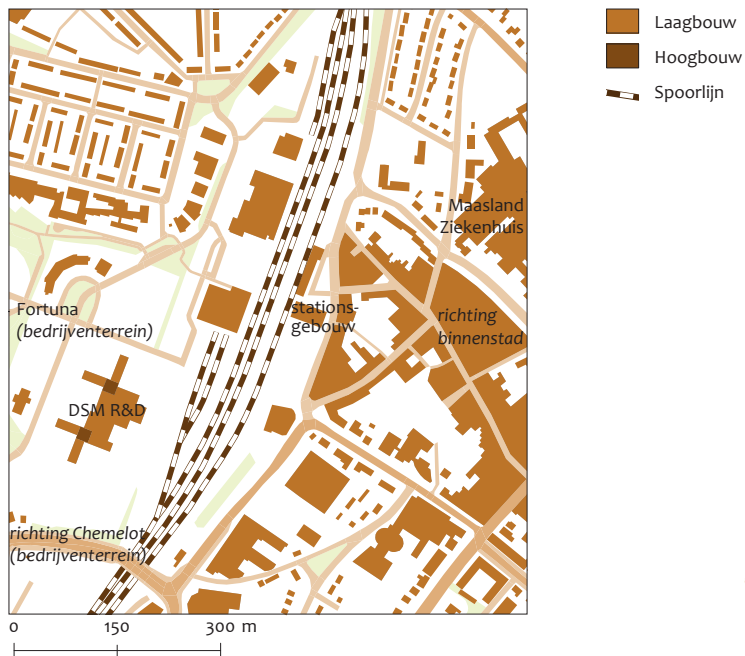 Laagbouw
Hoogbouw
Spoorlijn
Maasland
Ziekenhuis
Fortuna
(bedrijventerrein)
stations-
gebouw
richting
binnenstad
DSM R&D
richting Chemelot
(bedrijventerrein)
0 150 300 m